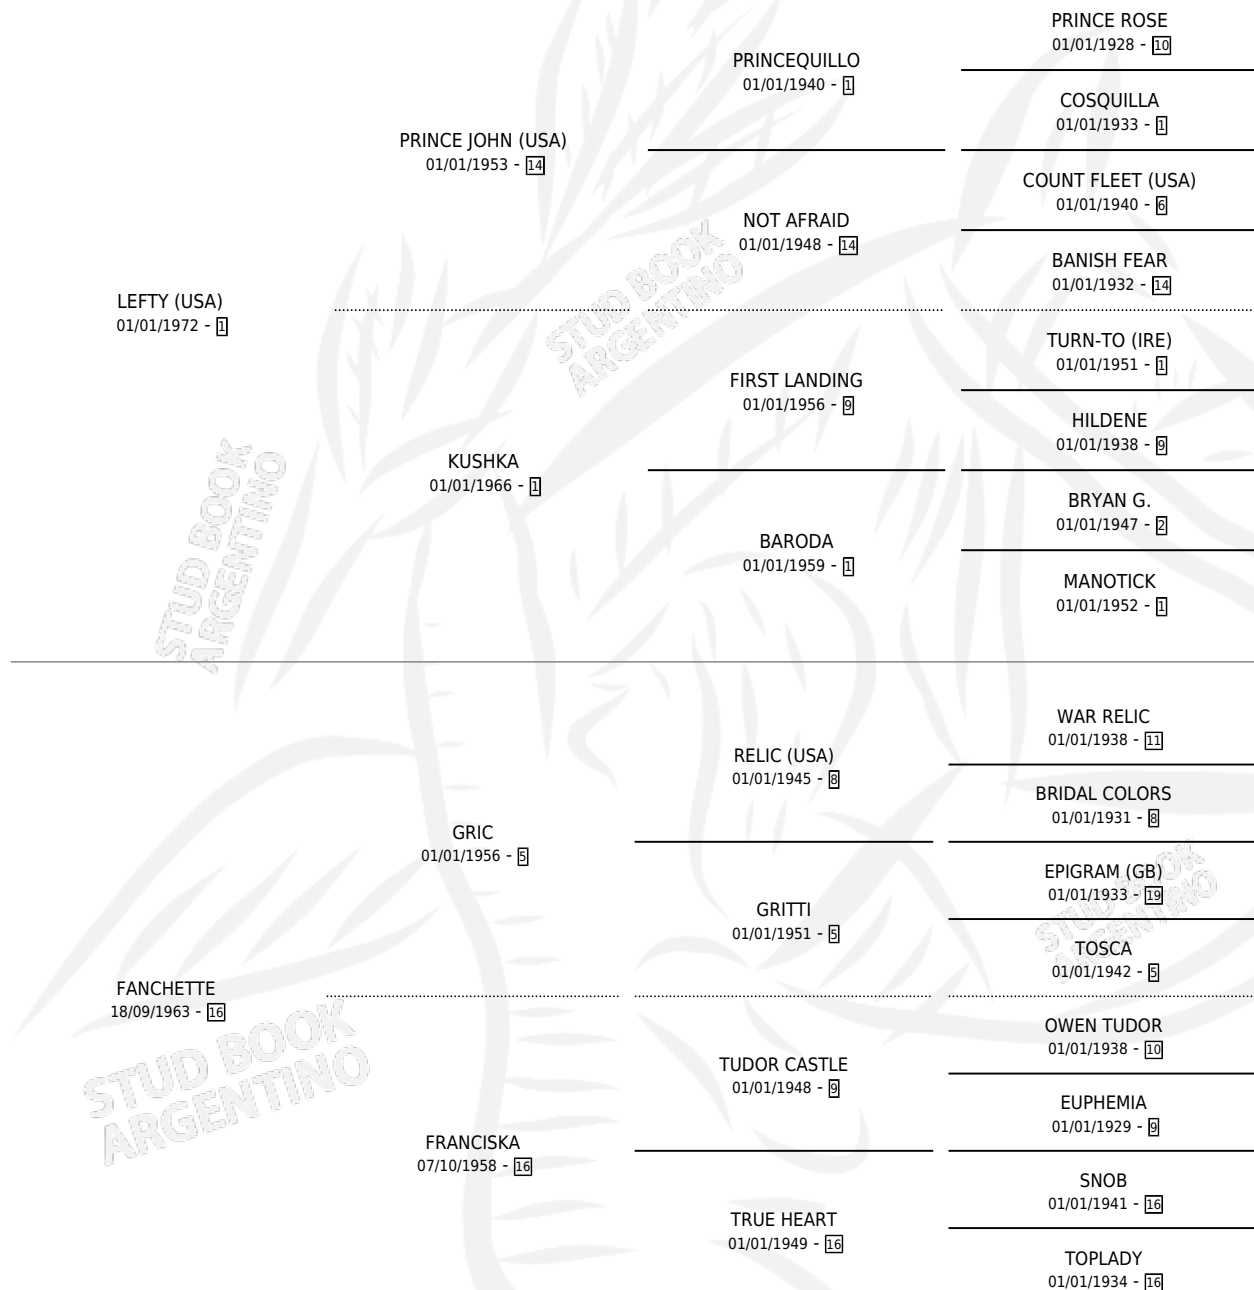 PRINCE ROSE
01/01/1928 - 10
PRINCEQUILLO
01/01/1940 - 1
COSQUILLA
01/01/1933 - 1
PRINCE JOHN (USA)
01/01/1953 - 14
COUNT FLEET (USA)
01/01/1940 - 6
NOT AFRAID
01/01/1948 - 14
BANISH FEAR
01/01/1932 - 14
LEFTY (USA)
01/01/1972 - 1
TURN-TO (IRE)
01/01/1951 - 1
FIRST LANDING
01/01/1956 - 9
HILDENE
01/01/1938 - 9
KUSHKA
01/01/1966 - 1
BRYAN G.
01/01/1947 - 2
BARODA
01/01/1959 - 1
MANOTICK
01/01/1952 - 1
WAR RELIC
01/01/1938 - 11
RELIC (USA)
01/01/1945 - 8
BRIDAL COLORS
01/01/1931 - 8
GRIC
01/01/1956 - 5
EPIGRAM (GB)
01/01/1933 - 19
GRITTI
01/01/1951 - 5
TOSCA
01/01/1942 - 5
FANCHETTE
18/09/1963 - 16
OWEN TUDOR
01/01/1938 - 10
TUDOR CASTLE
01/01/1948 - 9
EUPHEMIA
01/01/1929 - 9
FRANCISKA
07/10/1958 - 16
SNOB
01/01/1941 - 16
TRUE HEART
01/01/1949 - 16
TOPLADY
01/01/1934 - 16
STUD BOOK
ARGENTINO
STUD BOOK
ARGENTINO
STUD BOOK
ARGENTINO
STUD BOOK
ARGENTINO